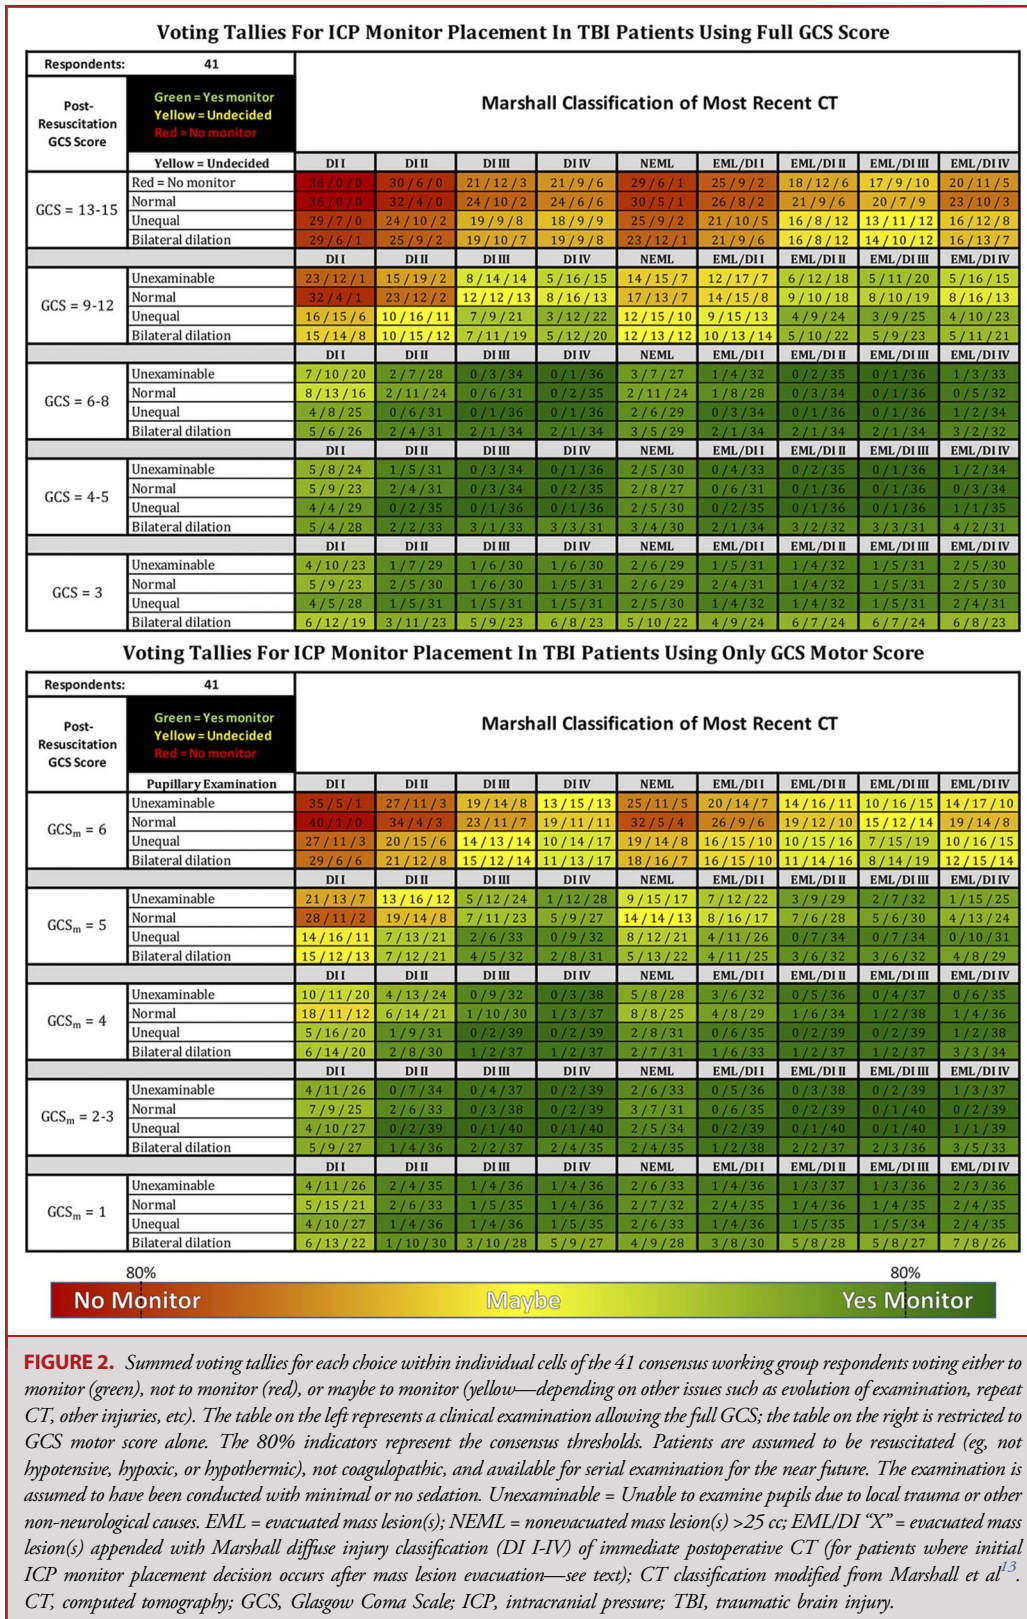 Voting Tallies For ICP Monitor Placement In TBI Patients Using Full GCS Score
Respondents: 41
Post-Resuscitation GCS Score
Green = Yes monitor
Yellow = Undecided
Red = No monitor
Marshall Classification of Most Recent CT
Yellow = Undecided DI I DI II DI III DI IV NEML EML/DI I EML/DI II EML/DI III EML/DI IV
GCS = 13-15
Red = No monitor 36 / 0 / 0 30 / 6 / 0 21 / 12 / 3 21 / 9 / 6 29 / 6 / 1 25 / 9 / 2 18 / 12 / 6 17 / 9 / 10 20 / 11 / 5
Normal 36 / 0 / 0 32 / 4 / 0 24 / 10 / 2 24 / 6 / 6 30 / 5 / 1 26 / 8 / 2 21 / 9 / 6 20 / 7 / 9 23 / 10 / 3
Unequal 29 / 7 / 0 24 / 10 / 2 19 / 9 / 8 18 / 9 / 9 25 / 9 / 2 21 / 10 / 5 16 / 8 / 12 13 / 11 / 12 16 / 12 / 8
Bilateral dilation 29 / 6 / 1 25 / 9 / 2 19 / 10 / 7 19 / 9 / 8 23 / 12 / 1 21 / 9 / 6 16 / 8 / 12 14 / 10 / 12 16 / 13 / 7
DI I DI II DI III DI IV NEML EML/DI I EML/DI II EML/DI III EML/DI IV
GCS = 9-12
Unexaminable 23 / 12 / 1 15 / 19 / 2 8 / 14 / 14 5 / 16 / 15 14 / 15 / 7 12 / 17 / 7 6 / 12 / 18 5 / 11 / 20 5 / 16 / 15
Normal 32 / 4 / 1 23 / 12 / 2 12 / 12 / 13 8 / 16 / 13 17 / 13 / 7 14 / 15 / 8 9 / 10 / 18 8 / 10 / 19 8 / 16 / 13
Unequal 16 / 15 / 6 10 / 16 / 11 7 / 9 / 21 3 / 12 / 22 12 / 15 / 10 9 / 15 / 13 4 / 9 / 24 3 / 9 / 25 4 / 10 / 23
Bilateral dilation 15 / 14 / 8 10 / 15 / 12 7 / 11 / 19 5 / 12 / 20 12 / 13 / 12 10 / 13 / 14 5 / 10 / 22 5 / 9 / 23 5 / 11 / 21
DI I DI II DI III DI IV NEML EML/DI I EML/DI II EML/DI III EML/DI IV
GCS = 6-8
Unexaminable 7 / 10 / 20 2 / 7 / 28 0 / 3 / 34 0 / 1 / 36 3 / 7 / 27 1 / 4 / 32 0 / 2 / 35 0 / 1 / 36 1 / 3 / 33
Normal 8 / 13 / 16 2 / 11 / 24 0 / 6 / 31 0 / 2 / 35 2 / 11 / 24 1 / 8 / 28 0 / 3 / 34 0 / 1 / 36 0 / 5 / 32
Unequal 4 / 8 / 25 0 / 6 / 31 0 / 1 / 36 0 / 1 / 36 2 / 6 / 29 0 / 3 / 34 0 / 1 / 36 0 / 1 / 36 1 / 2 / 34
Bilateral dilation 5 / 6 / 26 2 / 4 / 31 2 / 1 / 34 2 / 1 / 34 3 / 5 / 29 2 / 1 / 34 2 / 1 / 34 2 / 1 / 34 3 / 2 / 32
DI I DI II DI III DI IV NEML EML/DI I EML/DI II EML/DI III EML/DI IV
GCS = 4-5
Unexaminable 5 / 8 / 24 1 / 5 / 31 0 / 3 / 34 0 / 1 / 36 2 / 5 / 30 0 / 4 / 33 0 / 2 / 35 0 / 1 / 36 1 / 2 / 34
Normal 5 / 9 / 23 2 / 4 / 31 0 / 3 / 34 0 / 2 / 35 2 / 8 / 27 0 / 6 / 31 0 / 1 / 36 0 / 1 / 36 0 / 3 / 34
Unequal 4 / 4 / 29 0 / 2 / 35 0 / 1 / 36 0 / 1 / 36 2 / 5 / 30 0 / 2 / 35 0 / 1 / 36 0 / 1 / 36 1 / 1 / 35
Bilateral dilation 5 / 4 / 28 2 / 2 / 33 3 / 1 / 33 3 / 3 / 31 3 / 4 / 30 2 / 1 / 34 3 / 2 / 32 3 / 3 / 31 4 / 2 / 31
DI I DI II DI III DI IV NEML EML/DI I EML/DI II EML/DI III EML/DI IV
GCS = 3
Unexaminable 4 / 10 / 23 1 / 7 / 29 1 / 6 / 30 1 / 6 / 30 2 / 6 / 29 1 / 5 / 31 1 / 4 / 32 1 / 5 / 31 2 / 5 / 30
Normal 5 / 9 / 23 2 / 5 / 30 1 / 6 / 30 1 / 5 / 31 2 / 6 / 29 2 / 4 / 31 1 / 4 / 32 1 / 5 / 31 2 / 5 / 30
Unequal 4 / 5 / 28 1 / 5 / 31 1 / 5 / 31 1 / 5 / 31 2 / 5 / 30 1 / 4 / 32 1 / 4 / 32 1 / 5 / 31 2 / 4 / 31
Bilateral dilation 6 / 12 / 19 3 / 11 / 23 5 / 9 / 23 6 / 8 / 23 5 / 10 / 22 4 / 9 / 24 6 / 7 / 24 6 / 7 / 24 6 / 8 / 23
Voting Tallies For ICP Monitor Placement In TBI Patients Using Only GCS Motor Score
Respondents: 41
Post-Resuscitation GCS Score
Green = Yes monitor
Yellow = Undecided
Red = No monitor
Marshall Classification of Most Recent CT
Pupillary Examination DI I DI II DI III DI IV NEML EML/DI I EML/DI II EML/DI III EML/DI IV
GCSm = 6
Unexaminable 35 / 5 / 1 27 / 11 / 3 19 / 14 / 8 13 / 15 / 13 25 / 11 / 5 20 / 14 / 7 14 / 16 / 11 10 / 16 / 15 14 / 17 / 10
Normal 40 / 1 / 0 34 / 4 / 3 23 / 11 / 7 19 / 11 / 11 32 / 5 / 4 26 / 9 / 6 19 / 12 / 10 15 / 12 / 14 19 / 14 / 8
Unequal 27 / 11 / 3 20 / 15 / 6 14 / 13 / 14 10 / 14 / 17 19 / 14 / 8 16 / 15 / 10 10 / 15 / 16 7 / 15 / 19 10 / 16 / 15
Bilateral dilation 29 / 6 / 6 21 / 12 / 8 15 / 12 / 14 11 / 13 / 17 18 / 16 / 7 16 / 15 / 10 11 / 14 / 16 8 / 14 / 19 12 / 15 / 14
DI I DI II DI III DI IV NEML EML/DI I EML/DI II EML/DI III EML/DI IV
GCSm = 5
Unexaminable 21 / 13 / 7 13 / 16 / 12 5 / 12 / 24 1 / 12 / 28 9 / 15 / 17 7 / 12 / 22 3 / 9 / 29 2 / 7 / 32 1 / 15 / 25
Normal 28 / 11 / 2 19 / 14 / 8 7 / 11 / 23 5 / 9 / 27 14 / 14 / 13 8 / 16 / 17 7 / 6 / 28 5 / 6 / 30 4 / 13 / 24
Unequal 14 / 16 / 11 7 / 13 / 21 2 / 6 / 33 0 / 9 / 32 8 / 12 / 21 4 / 11 / 26 0 / 7 / 34 0 / 7 / 34 0 / 10 / 31
Bilateral dilation 15 / 12 / 13 7 / 12 / 21 4 / 5 / 32 2 / 8 / 31 5 / 13 / 22 4 / 11 / 25 3 / 6 / 32 3 / 6 / 32 4 / 8 / 29
DI I DI II DI III DI IV NEML EML/DI I EML/DI II EML/DI III EML/DI IV
GCSm = 4
Unexaminable 10 / 11 / 20 4 / 13 / 24 0 / 9 / 32 0 / 3 / 38 5 / 8 / 28 3 / 6 / 32 0 / 5 / 36 0 / 4 / 37 0 / 6 / 35
Normal 18 / 11 / 12 6 / 14 / 21 1 / 10 / 30 1 / 3 / 37 8 / 8 / 25 4 / 8 / 29 1 / 6 / 34 1 / 2 / 38 1 / 4 / 36
Unequal 5 / 16 / 20 1 / 9 / 31 0 / 2 / 39 0 / 2 / 39 2 / 8 / 31 0 / 6 / 35 0 / 2 / 39 0 / 2 / 39 1 / 2 / 38
Bilateral dilation 6 / 14 / 20 2 / 8 / 30 1 / 2 / 37 1 / 2 / 37 2 / 7 / 31 1 / 6 / 33 1 / 2 / 37 1 / 2 / 37 3 / 3 / 34
DI I DI II DI III DI IV NEML EML/DI I EML/DI II EML/DI III EML/DI IV
GCSm = 2-3
Unexaminable 4 / 11 / 26 0 / 7 / 34 0 / 4 / 37 0 / 2 / 39 2 / 6 / 33 0 / 5 / 36 0 / 3 / 38 0 / 2 / 39 1 / 3 / 37
Normal 7 / 9 / 25 2 / 6 / 33 0 / 3 / 38 0 / 2 / 39 3 / 7 / 31 0 / 6 / 35 0 / 2 / 39 0 / 1 / 40 0 / 2 / 39
Unequal 4 / 10 / 27 0 / 2 / 39 0 / 1 / 40 0 / 1 / 40 2 / 5 / 34 0 / 2 / 39 0 / 1 / 40 0 / 1 / 40 1 / 1 / 39
Bilateral dilation 5 / 9 / 27 1 / 4 / 36 2 / 2 / 37 2 / 4 / 35 2 / 4 / 35 1 / 2 / 38 2 / 2 / 37 2 / 3 / 36 3 / 5 / 33
DI I DI II DI III DI IV NEML EML/DI I EML/DI II EML/DI III EML/DI IV
GCSm = 1
Unexaminable 4 / 11 / 26 2 / 4 / 35 1 / 4 / 36 1 / 4 / 36 2 / 6 / 33 1 / 4 / 36 1 / 3 / 37 1 / 3 / 36 2 / 3 / 36
Normal 5 / 15 / 21 2 / 6 / 33 1 / 5 / 35 1 / 4 / 36 2 / 7 / 32 2 / 4 / 35 1 / 4 / 36 1 / 4 / 35 2 / 4 / 35
Unequal 4 / 10 / 27 1 / 4 / 36 1 / 4 / 36 1 / 5 / 35 2 / 6 / 33 1 / 4 / 36 1 / 5 / 35 1 / 5 / 34 2 / 4 / 35
Bilateral dilation 6 / 13 / 22 1 / 10 / 30 3 / 10 / 28 5 / 9 / 27 4 / 9 / 28 3 / 8 / 30 5 / 8 / 28 5 / 8 / 27 7 / 8 / 26
80% 80%
No Monitor Maybe Yes Monitor
FIGURE 2. Summed voting tallies for each choice within individual cells of the 41 consensus working group respondents voting either to
monitor (green), not to monitor (red), or maybe to monitor (yellow—depending on other issues such as evolution of examination, repeat
CT, other injuries, etc). The table on the left represents a clinical examination allowing the full GCS; the table on the right is restricted to
GCS motor score alone. The 80% indicators represent the consensus thresholds. Patients are assumed to be resuscitated (eg, not
hypotensive, hypoxic, or hypothermic), not coagulopathic, and available for serial examination for the near future. The examination is
assumed to have been conducted with minimal or no sedation. Unexaminable = Unable to examine pupils due to local trauma or other
non-neurological causes. EML = evacuated mass lesion(s); NEML = nonevacuated mass lesion(s) >25 cc; EML/DI “X” = evacuated mass
lesion(s) appended with Marshall diffuse injury classification (DI I-IV) of immediate postoperative CT (for patients where initial
ICP monitor placement decision occurs after mass lesion evacuation—see text); CT classification modified from Marshall et al13.
CT, computed tomography; GCS, Glasgow Coma Scale; ICP, intracranial pressure; TBI, traumatic brain injury.